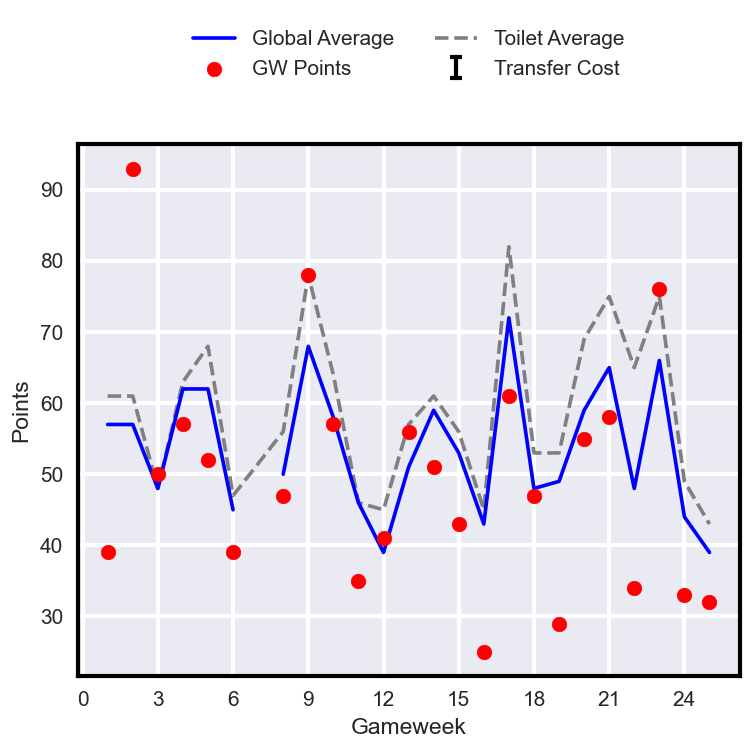 Global Average
Toilet Average
GW Points
Transfer Cost
90
80
70
60
50
40
30
Points
0 3 6 9 12 15 18 21 24
Gameweek